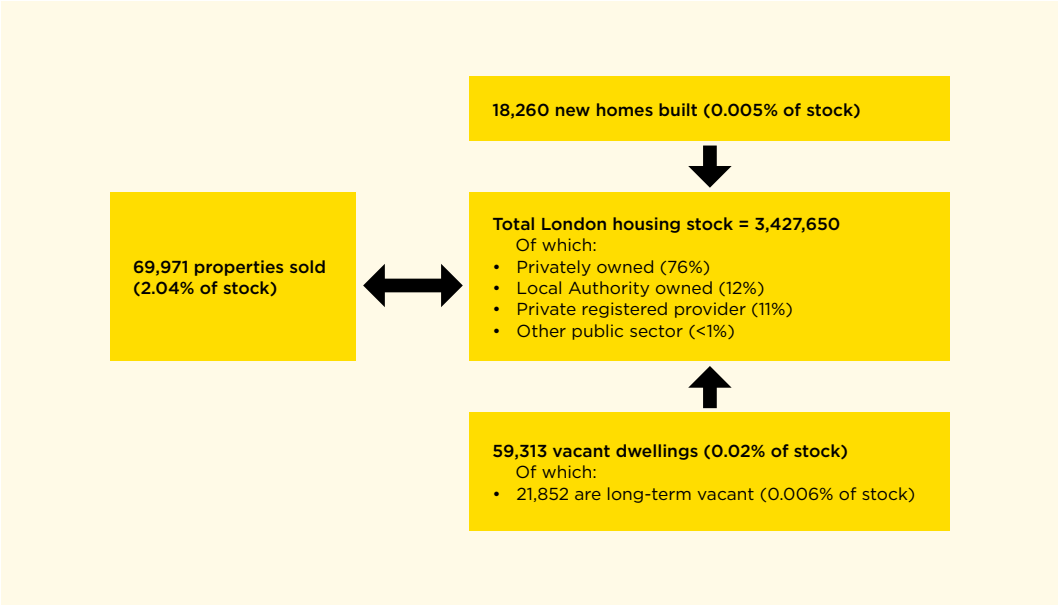 18,260 new homes built (0.005% of stock)
69,971 properties sold
(2.04% of stock)
Total London housing stock = 3,427,650
Of which:
• Privately owned (76%)
• Local Authority owned (12%)
• Private registered provider (11%)
• Other public sector (<1%)
59,313 vacant dwellings (0.02% of stock)
Of which:
• 21,852 are long-term vacant (0.006% of stock)